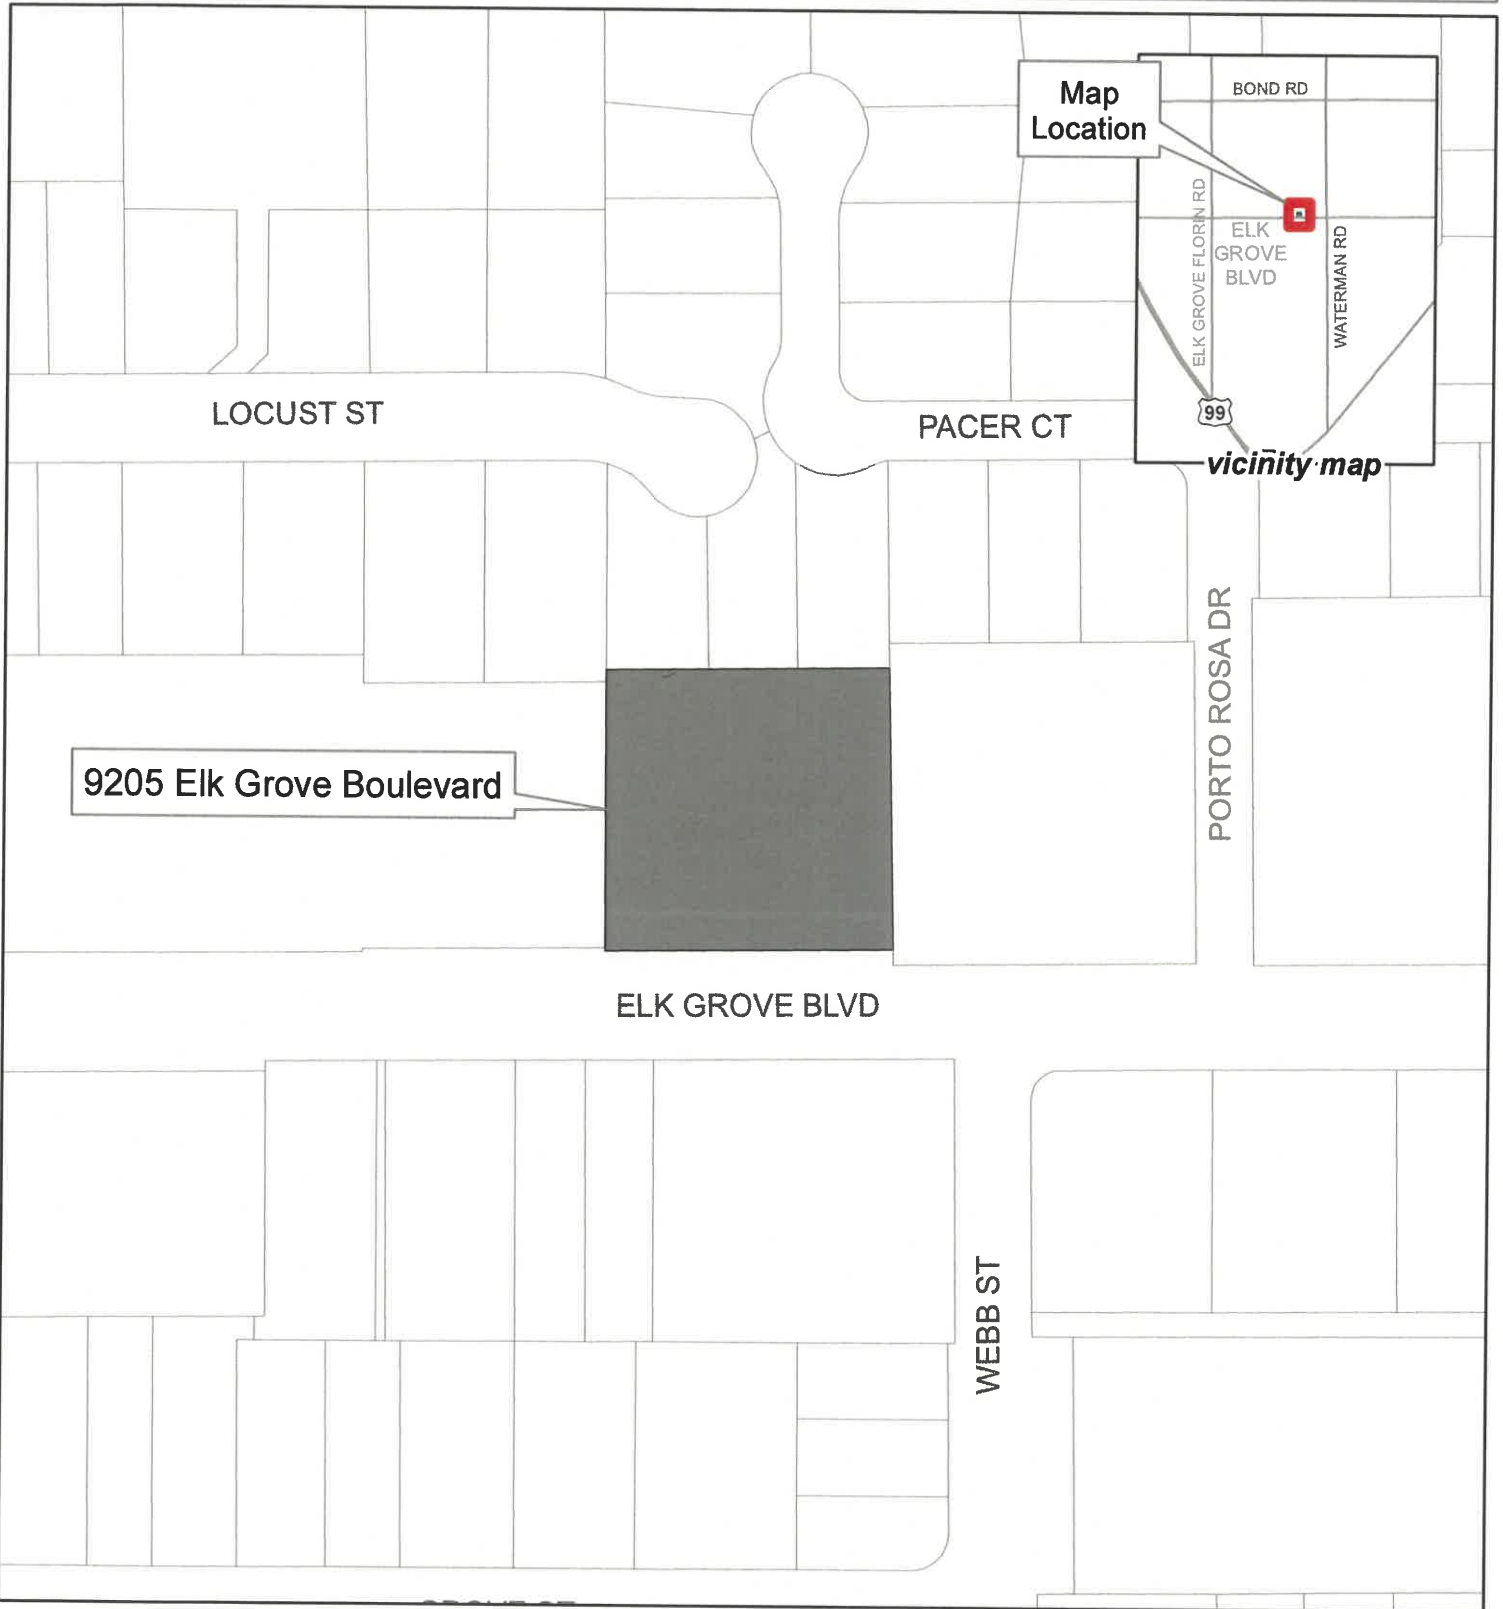 Map
Location
BOND RD
ELK GROVE FLORIN RD
ELK
GROVE
BLVD
WATERMAN RD
99
vicinity map
LOCUST ST
PACER CT
PORTO ROSA DR
9205 Elk Grove Boulevard
ELK GROVE BLVD
WEBB ST